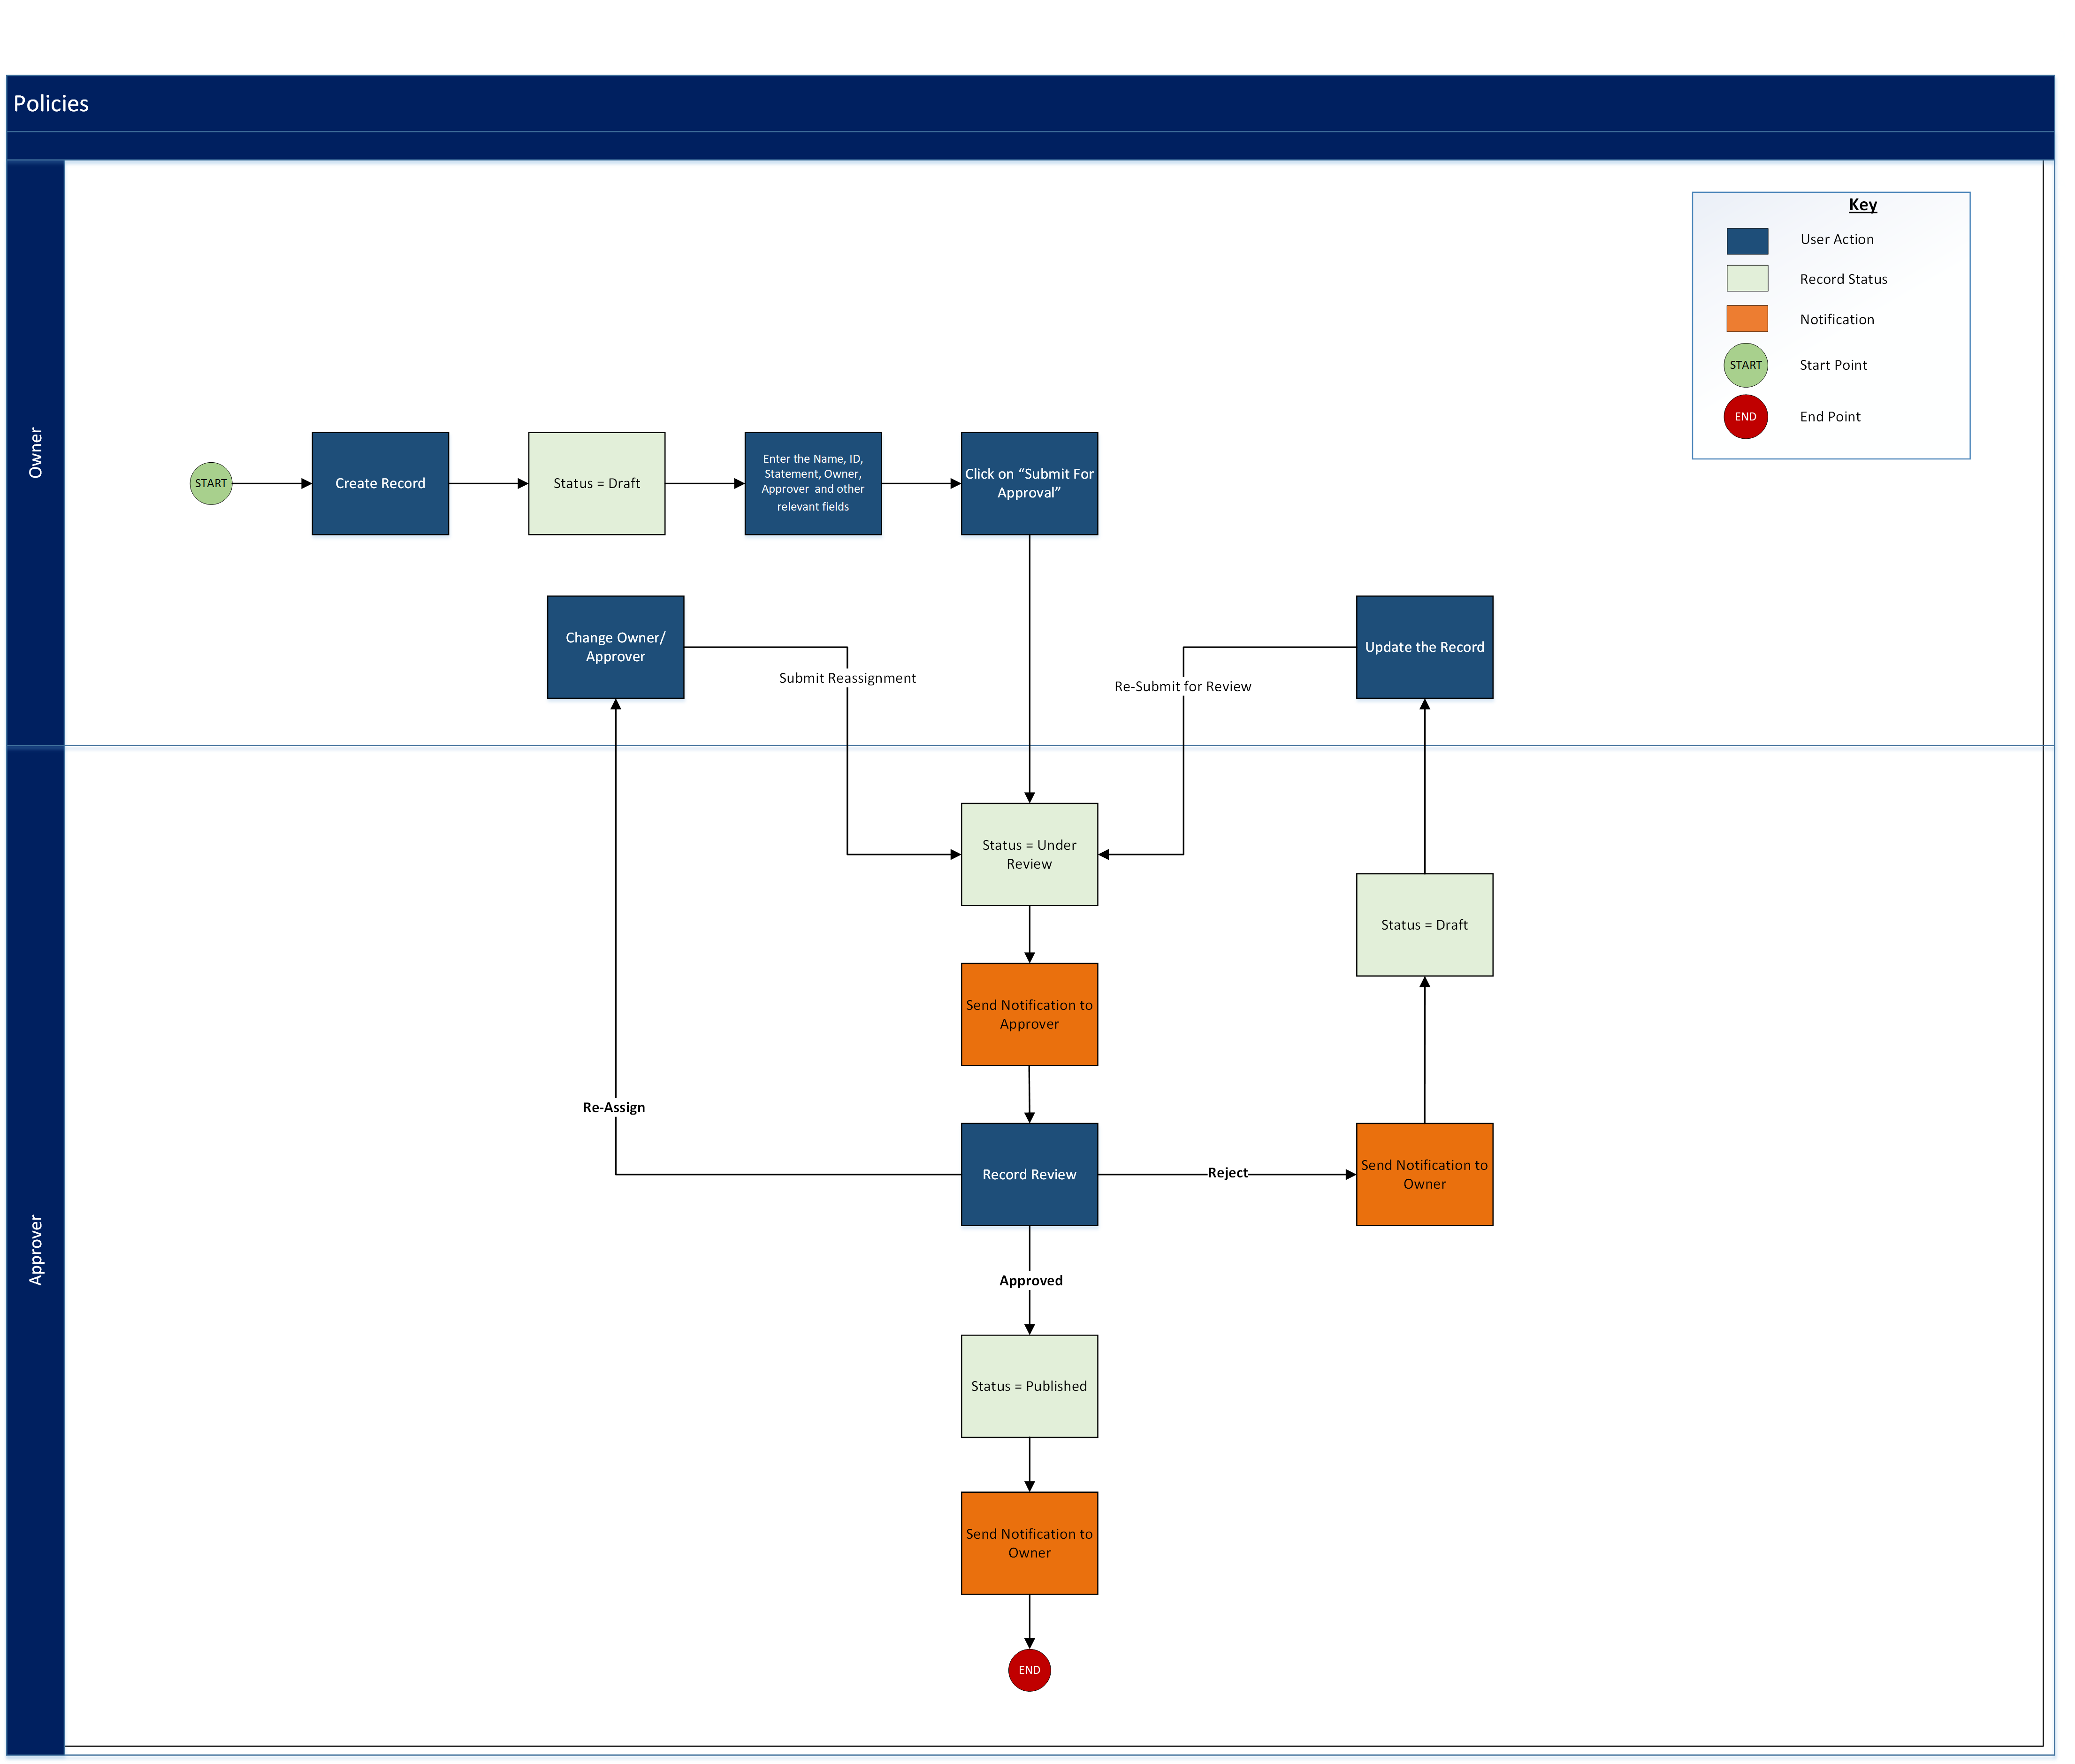 Policies
Key
User Action
Record Status
Notification
START
Start Point
END
End Point
Owner
START
Create Record
Status = Draft
Enter the Name, ID,
Statement, Owner,
Approver and other
relevant fields
Click on “Submit For
Approval”
Change Owner/
Approver
Submit Reassignment
Re-Submit for Review
Update the Record
Approver
Status = Under
Review
Status = Draft
Send Notification to
Approver
Re-Assign
Record Review
Reject
Send Notification to
Owner
Approved
Status = Published
Send Notification to
Owner
END